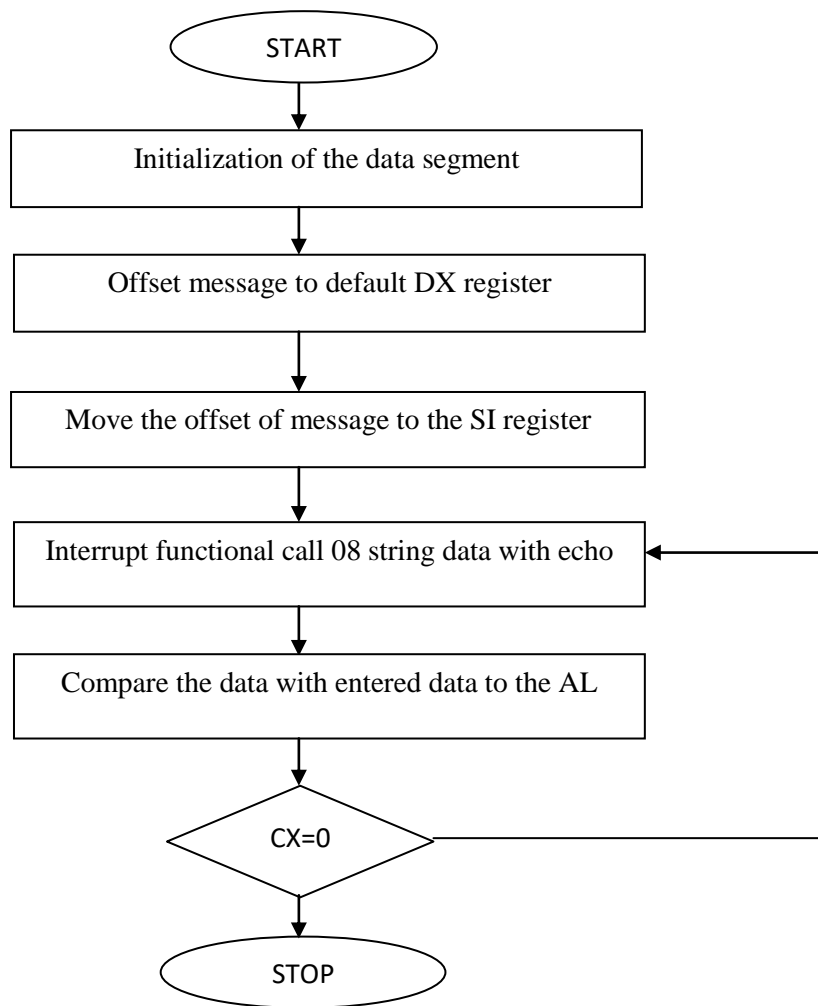 START
Initialization of the data segment
Offset message to default DX register
Move the offset of message to the SI register
Interrupt functional call 08 string data with echo
Compare the data with entered data to the AL
CX=0
STOP